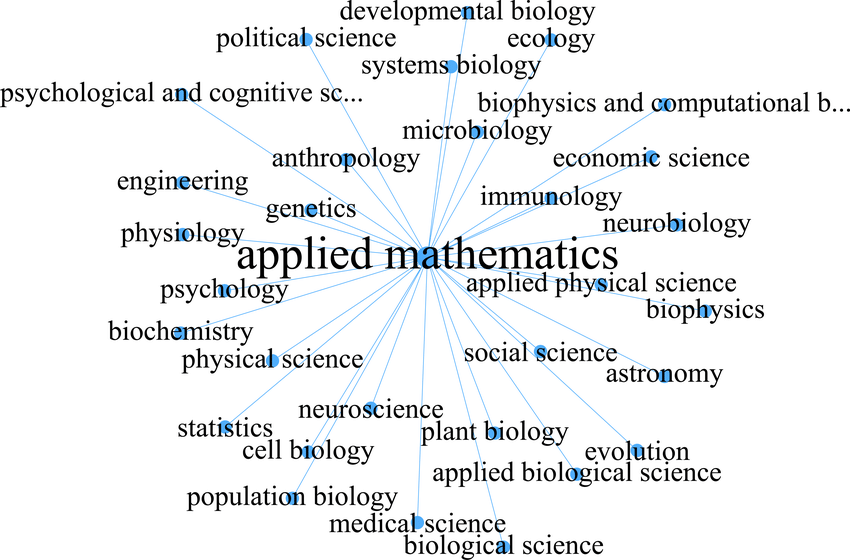 developmental biology
political science
ecology
systems biology
psychological and cognitive sc...
biophysics and computational b...
microbiology
anthropology
economic science
engineering
immunology
genetics
neurobiology
physiology
applied mathematics
applied physical science
psychology
biophysics
biochemistry
social science
physical science
astronomy
neuroscience
statistics
plant biology
cell biology
evolution
applied biological science
population biology
medical science
biological science